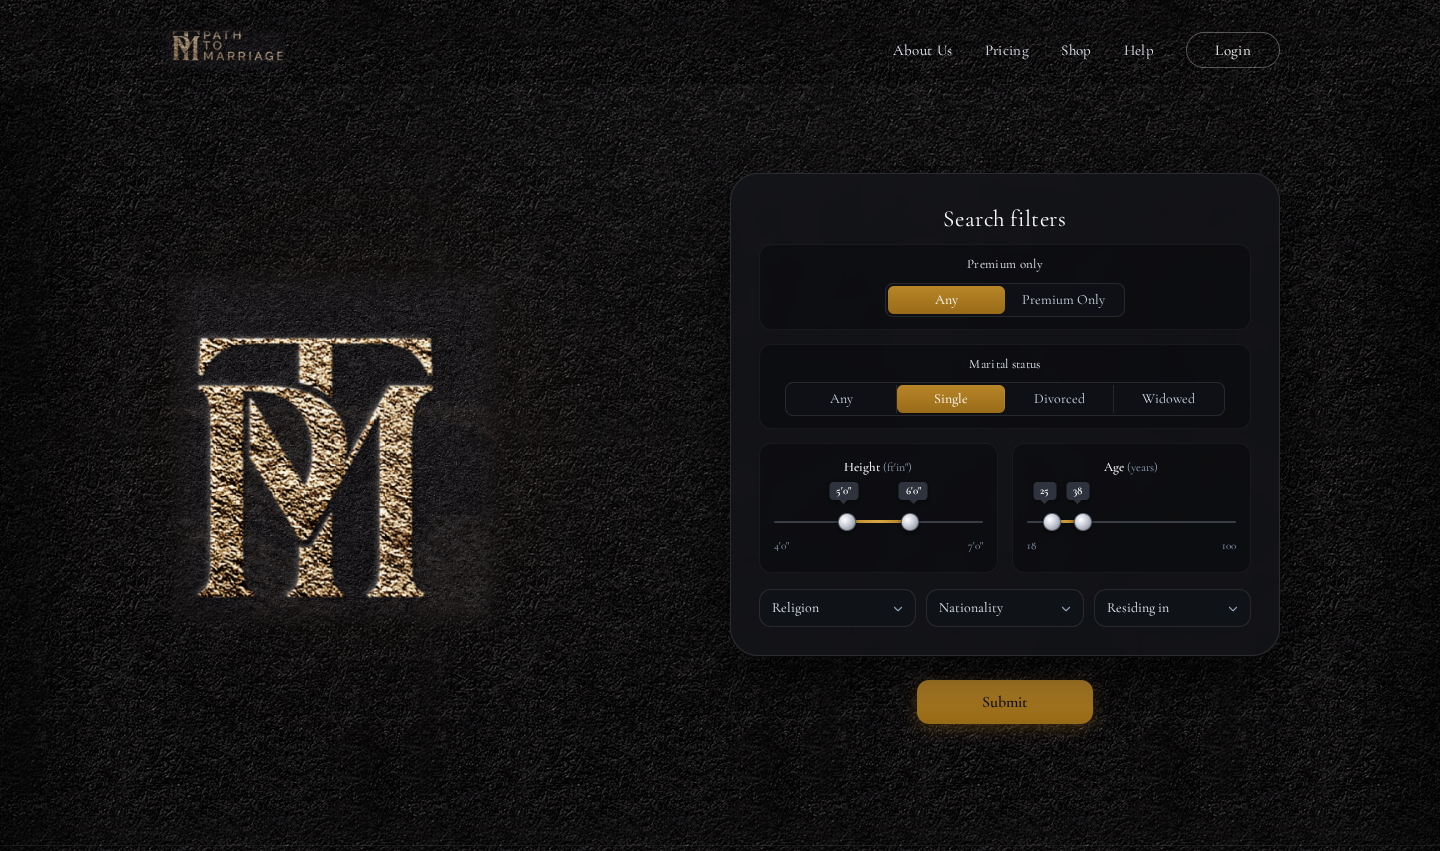 PATH
TO
MARRIAGE
About Us Pricing Shop Help Login
Search filters
Premium only
Any Premium Only
Marital status
Any Single Divorced Widowed
Height (ft'in") Age (years)
5'0" 6'0" 25 38
4'0" 7'0" 18 100
Religion Nationality Residing in
Submit